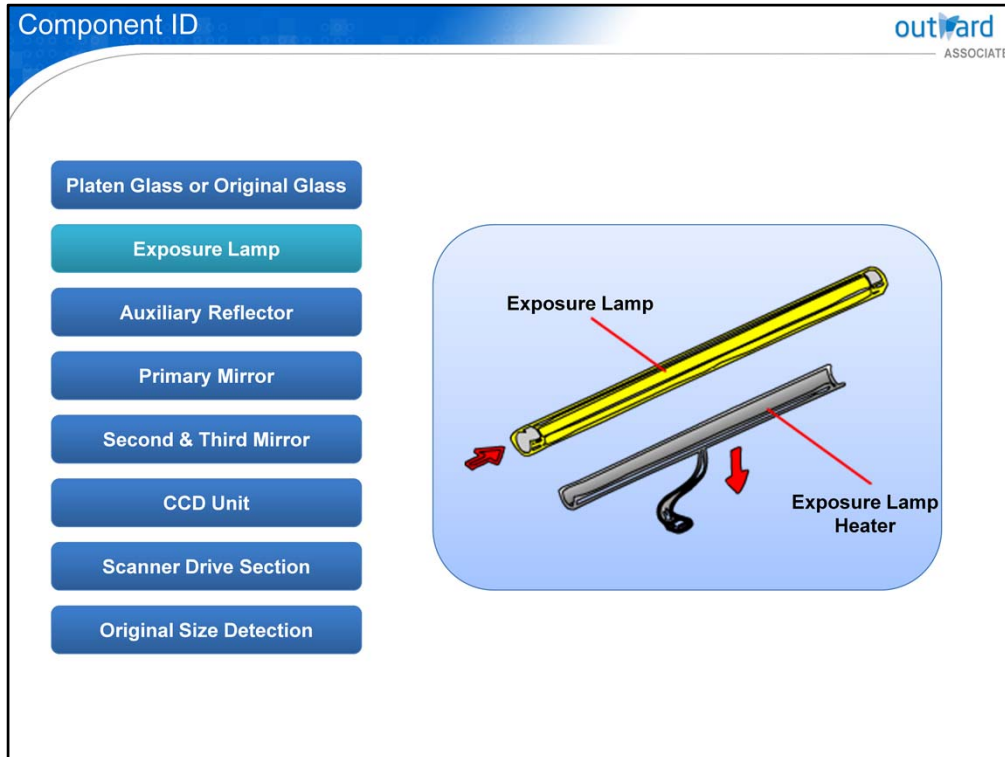 Component ID
outward
ASSOCIATE
Platen Glass or Original Glass
Exposure Lamp
Auxiliary Reflector
Primary Mirror
Second & Third Mirror
CCD Unit
Scanner Drive Section
Original Size Detection
Exposure Lamp
Exposure Lamp
Heater